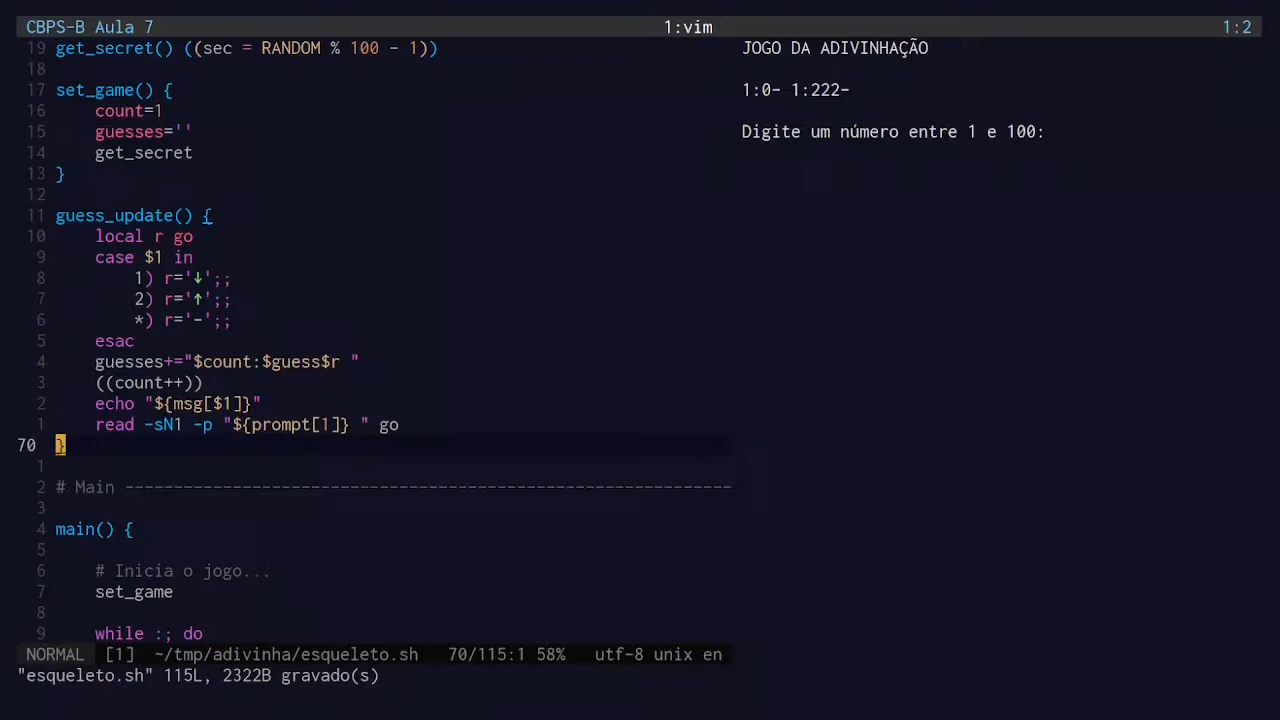 CBPS-B Aula 7 1:vim 1:2
19 get_secret() ((sec = RANDOM % 100 - 1))
18
17 set_game() {
16     count=1
15     guesses=''
14     get_secret
13 }
12
11 guess_update() {
10     local r go
9     case $1 in
8         1) r='↓';;
7         2) r='↑';;
6         *) r='-';;
5     esac
4     guesses+="$count:$guess$r "
3     ((count++))
2     echo "${msg[$1]}"
1     read -sN1 -p "${prompt[1]} " go
70 }
1
2 # Main --------------------------------------------------------------
3
4 main() {
5
6     # Inicia o jogo...
7     set_game
8
9     while :; do
NORMAL [1] ~/tmp/adivinha/esqueleto.sh 70/115:1 58% utf-8 unix en
"esqueleto.sh" 115L, 2322B gravado(s)
JOGO DA ADIVINHAÇÃO
1:0- 1:222-
Digite um número entre 1 e 100: